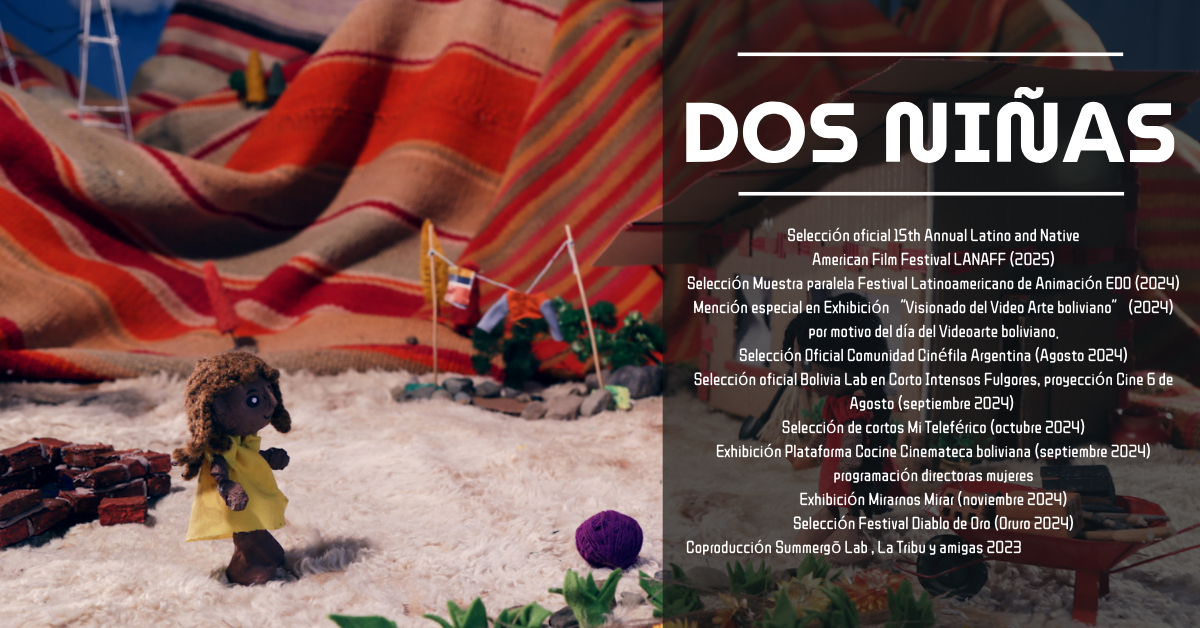 DOS NIÑAS
Selección oficial 15th Annual Latino and Native
American Film Festival LANAFF (2025)
Selección Muestra paralela Festival Latinoamericano de Animación EDO (2024)
Mención especial en Exhibición "Visionado del Video Arte boliviano" (2024)
por motivo del día del Videoarte boliviano.
Selección Oficial Comunidad Cinéfila Argentina (Agosto 2024)
Selección oficial Bolivia Lab en Corto Intensos Fulgores, proyección Cine 6 de
Agosto (septiembre 2024)
Selección de cortos Mi Teleférico (octubre 2024)
Exhibición Plataforma Cocine Cinemateca boliviana (septiembre 2024)
programación directoras mujeres
Exhibición Mirarnos Mirar (noviembre 2024)
Selección Festival Diablo de Oro (Oruro 2024)
Coproducción Summergō Lab , La Tribu y amigas 2023